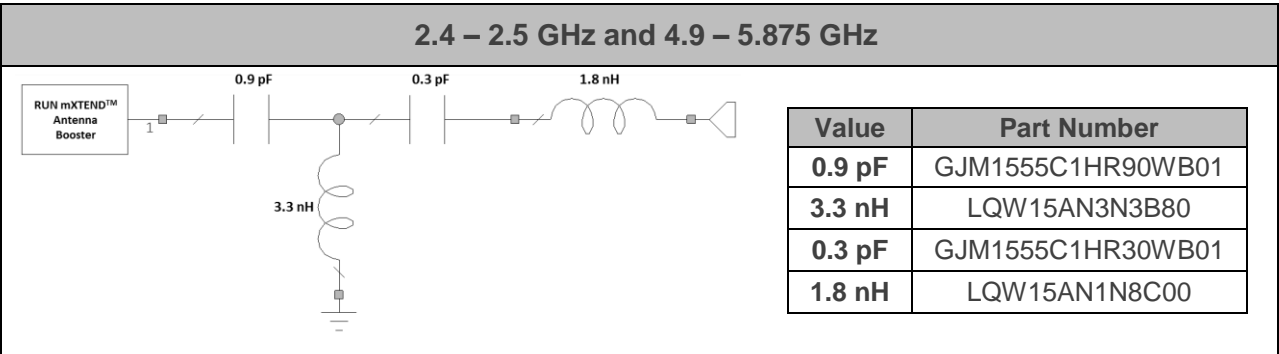 2.4 – 2.5 GHz and 4.9 – 5.875 GHz
0.9 pF 0.3 pF 1.8 nH
RUN mXTEND™
Antenna
Booster
1
3.3 nH
Value Part Number
0.9 pF GJM1555C1HR90WB01
3.3 nH LQW15AN3N3B80
0.3 pF GJM1555C1HR30WB01
1.8 nH LQW15AN1N8C00